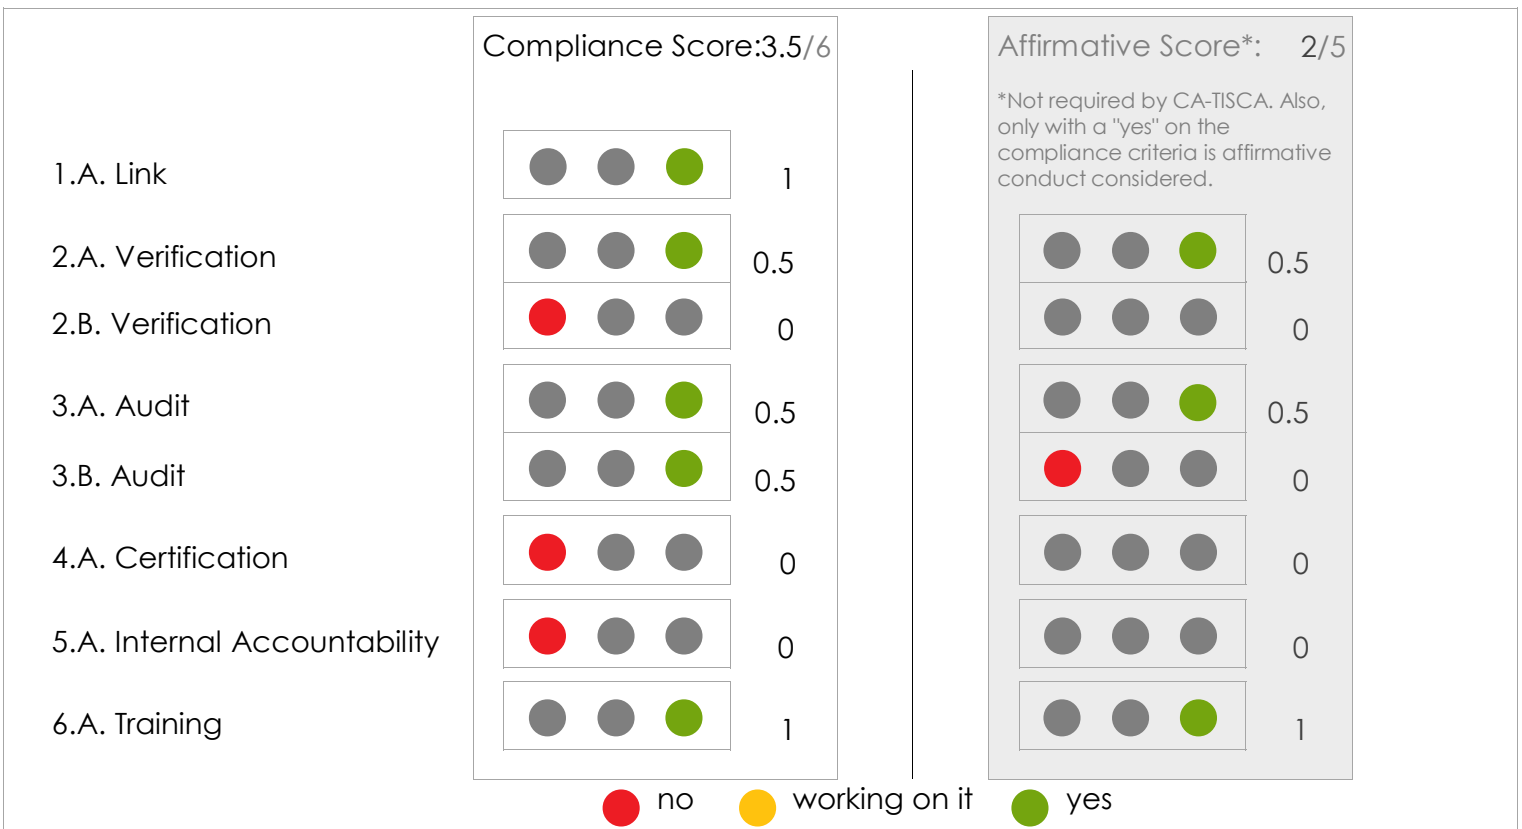 Compliance Score:3.5/6
Affirmative Score*: 2/5
*Not required by CA-TISCA. Also,
only with a "yes" on the
compliance criteria is affirmative
conduct considered.
1.A. Link 1
2.A. Verification 0.5 0.5
2.B. Verification 0 0
3.A. Audit 0.5 0.5
3.B. Audit 0.5 0
4.A. Certification 0 0
5.A. Internal Accountability 0 0
6.A. Training 1 1
no working on it yes